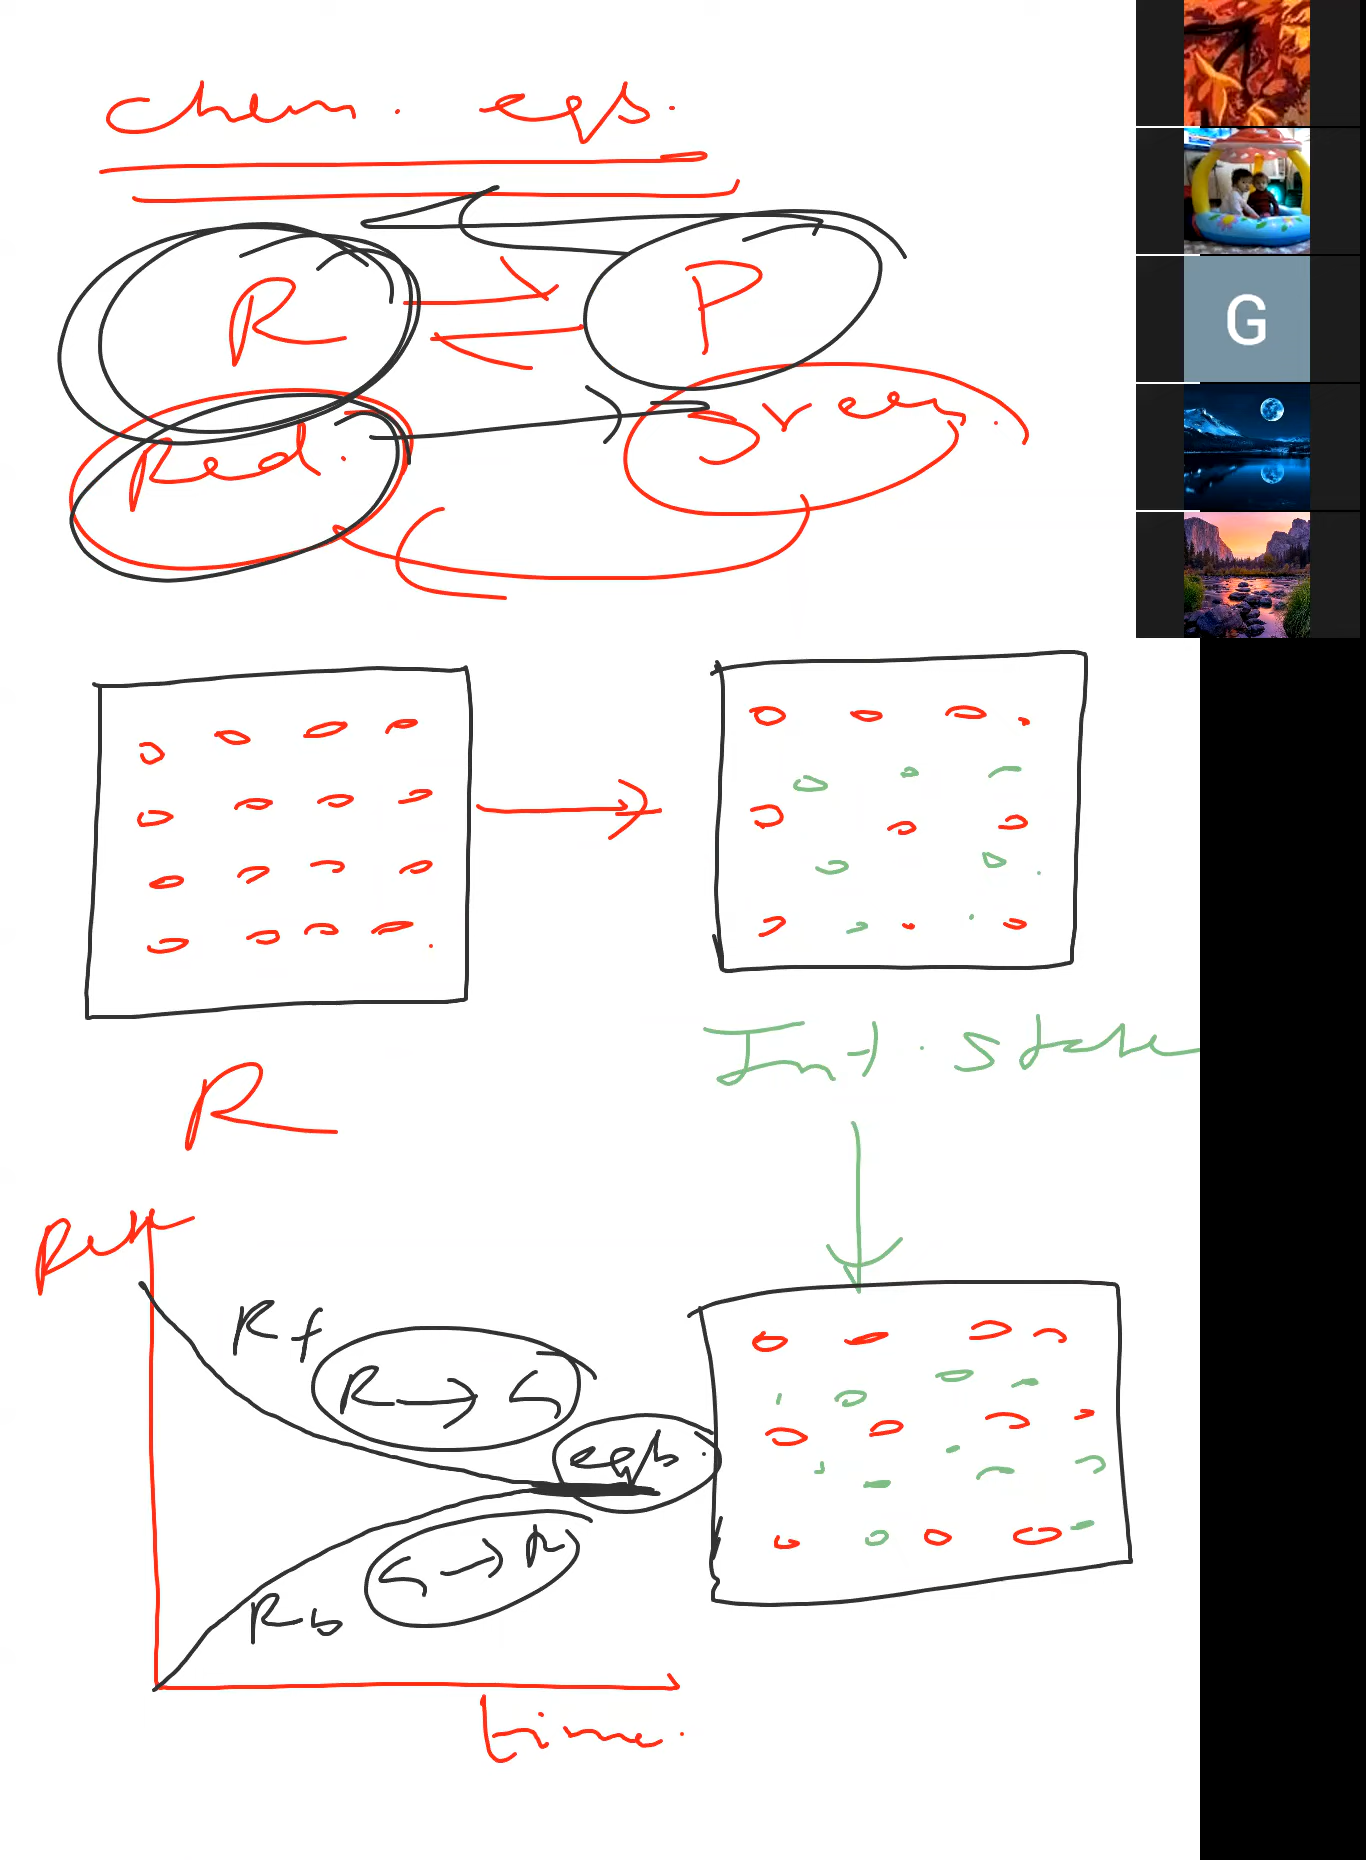 chem. eqb.
R ⇌ P
Red. Green.
G
R
Int. state
Rate
Rf
R → G
eqb.
G → R
Rb
time.